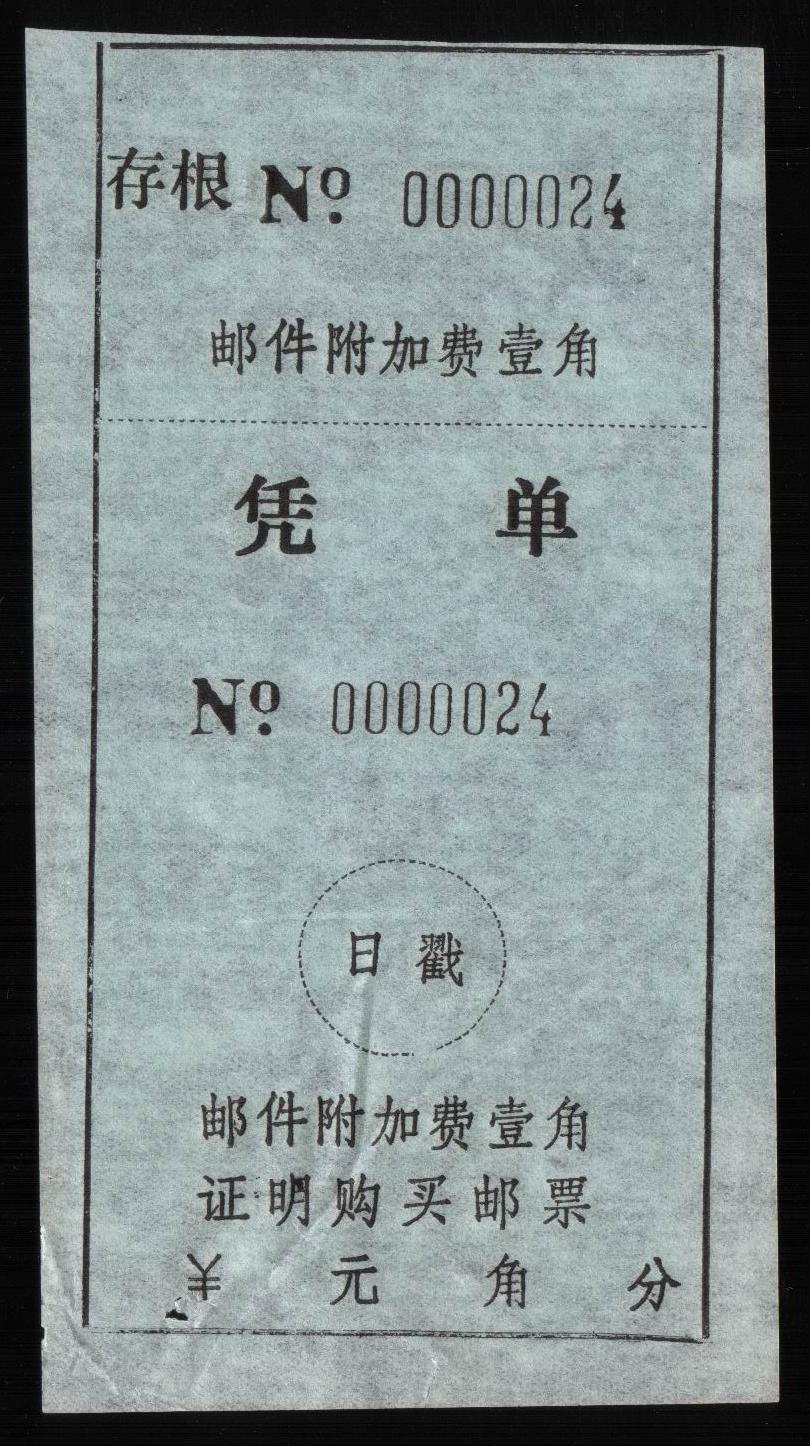 存根 Nº 0000024
邮件附加费壹角
凭 单
Nº 0000024
日戳
邮件附加费壹角
证明购买邮票
¥ 元 角 分